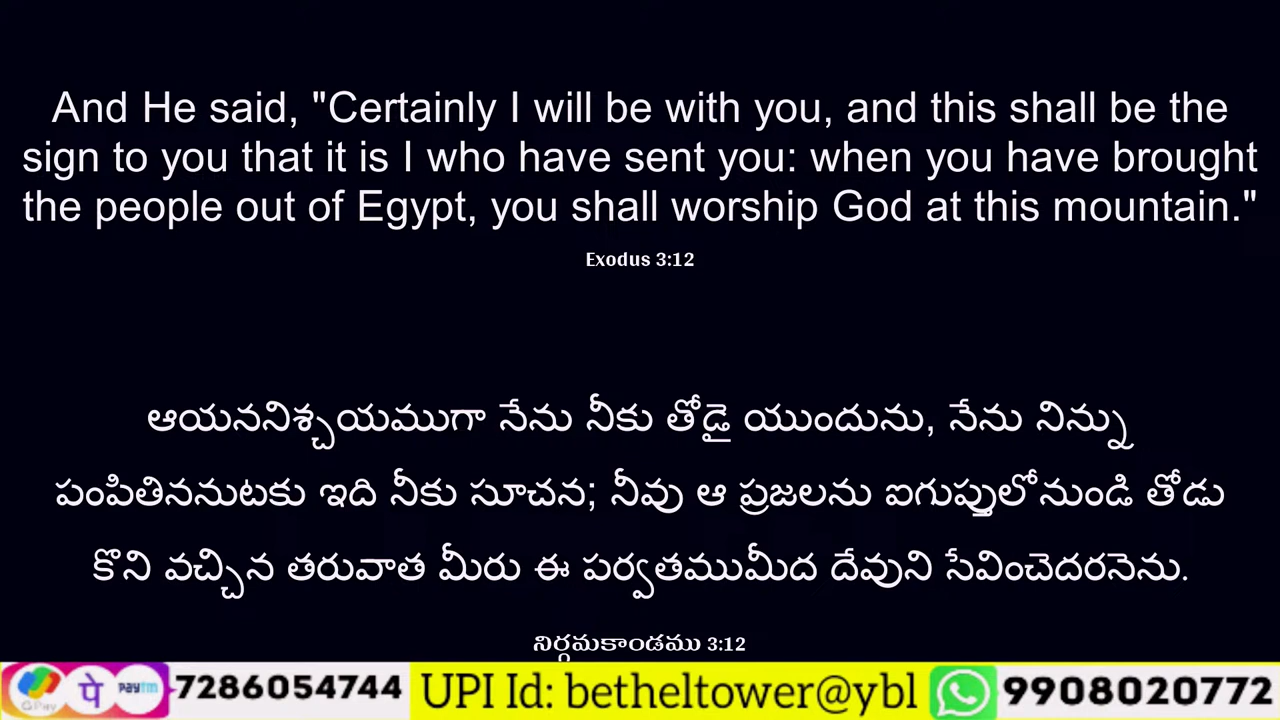 And He said, "Certainly I will be with you, and this shall be the
sign to you that it is I who have sent you: when you have brought
the people out of Egypt, you shall worship God at this mountain."
Exodus 3:12
ఆయననిశ్చయముగా నేను నీకు తోడై యుందును, నేను నిన్ను
పంపితిననుటకు ఇది నీకు సూచన; నీవు ఆ ప్రజలను ఐగుప్తులోనుండి తోడు
కొని వచ్చిన తరువాత మీరు ఈ పర్వతముమీద దేవుని సేవించెదరనెను.
నిర్గమకాండము 3:12
G Pay पे paytm 7286054744 UPI Id: betheltower@ybl 9908020772